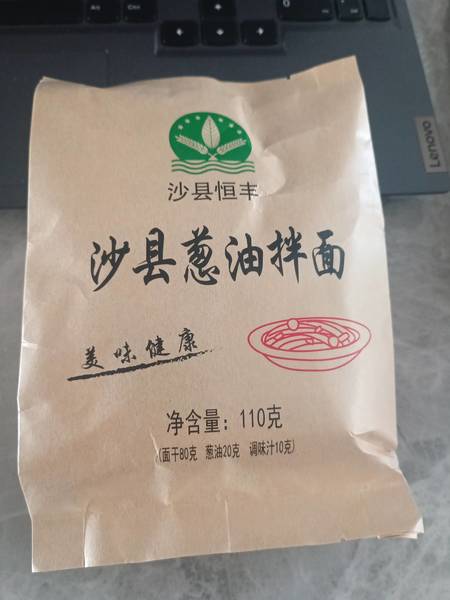 沙县恒丰
沙县葱油拌面
美味健康
净含量：110克
(面干80克 葱油20克 调味汁10克)
Lenovo